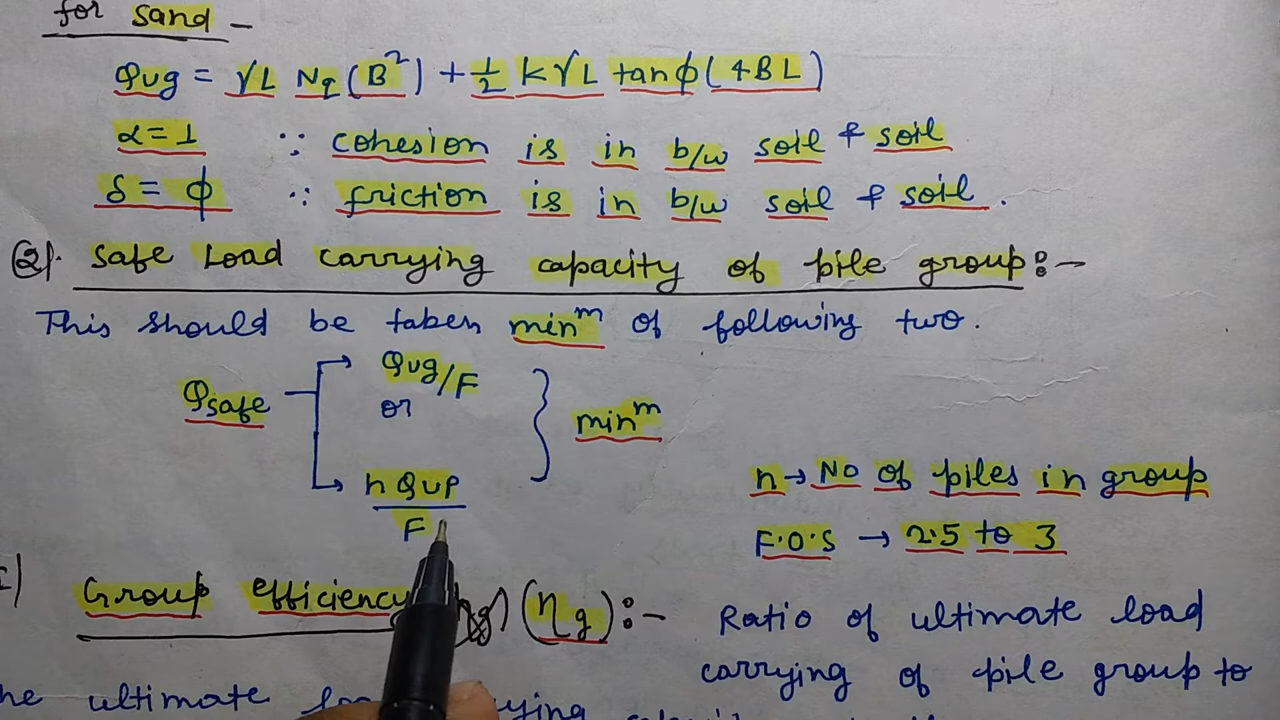 for sand -
Qug = γL Nq (B²) + 1/2 KγL tanϕ (4BL)
α = 1 ∵ cohesion is in b/w soil & soil
δ = ϕ ∵ friction is in b/w soil & soil.
(2). Safe Load carrying capacity of pile group:-
This should be taken minᵐ of following two.
Qsafe → Qug/F
or
minᵐ
nQup/F
n → No of piles in group
F.O.S → 2.5 to 3
Group efficiency (ηg):-
Ratio of ultimate load
carrying of pile group to
ultimate